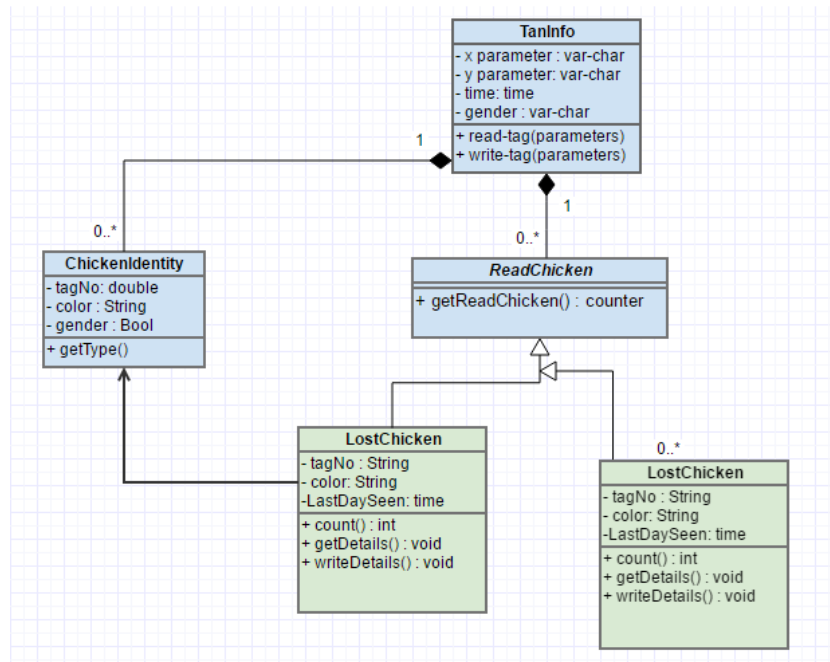 TanInfo
- x parameter : var-char
- y parameter: var-char
- time: time
- gender : var-char
+ read-tag(parameters)
+ write-tag(parameters)
1
1
0..*
0..*
ChickenIdentity
- tagNo: double
- color : String
- gender : Bool
+ getType()
ReadChicken
+ getReadChicken() : counter
LostChicken
- tagNo : String
- color: String
-LastDaySeen: time
+ count() : int
+ getDetails() : void
+ writeDetails() : void
0..*
LostChicken
- tagNo : String
- color: String
-LastDaySeen: time
+ count() : int
+ getDetails() : void
+ writeDetails() : void